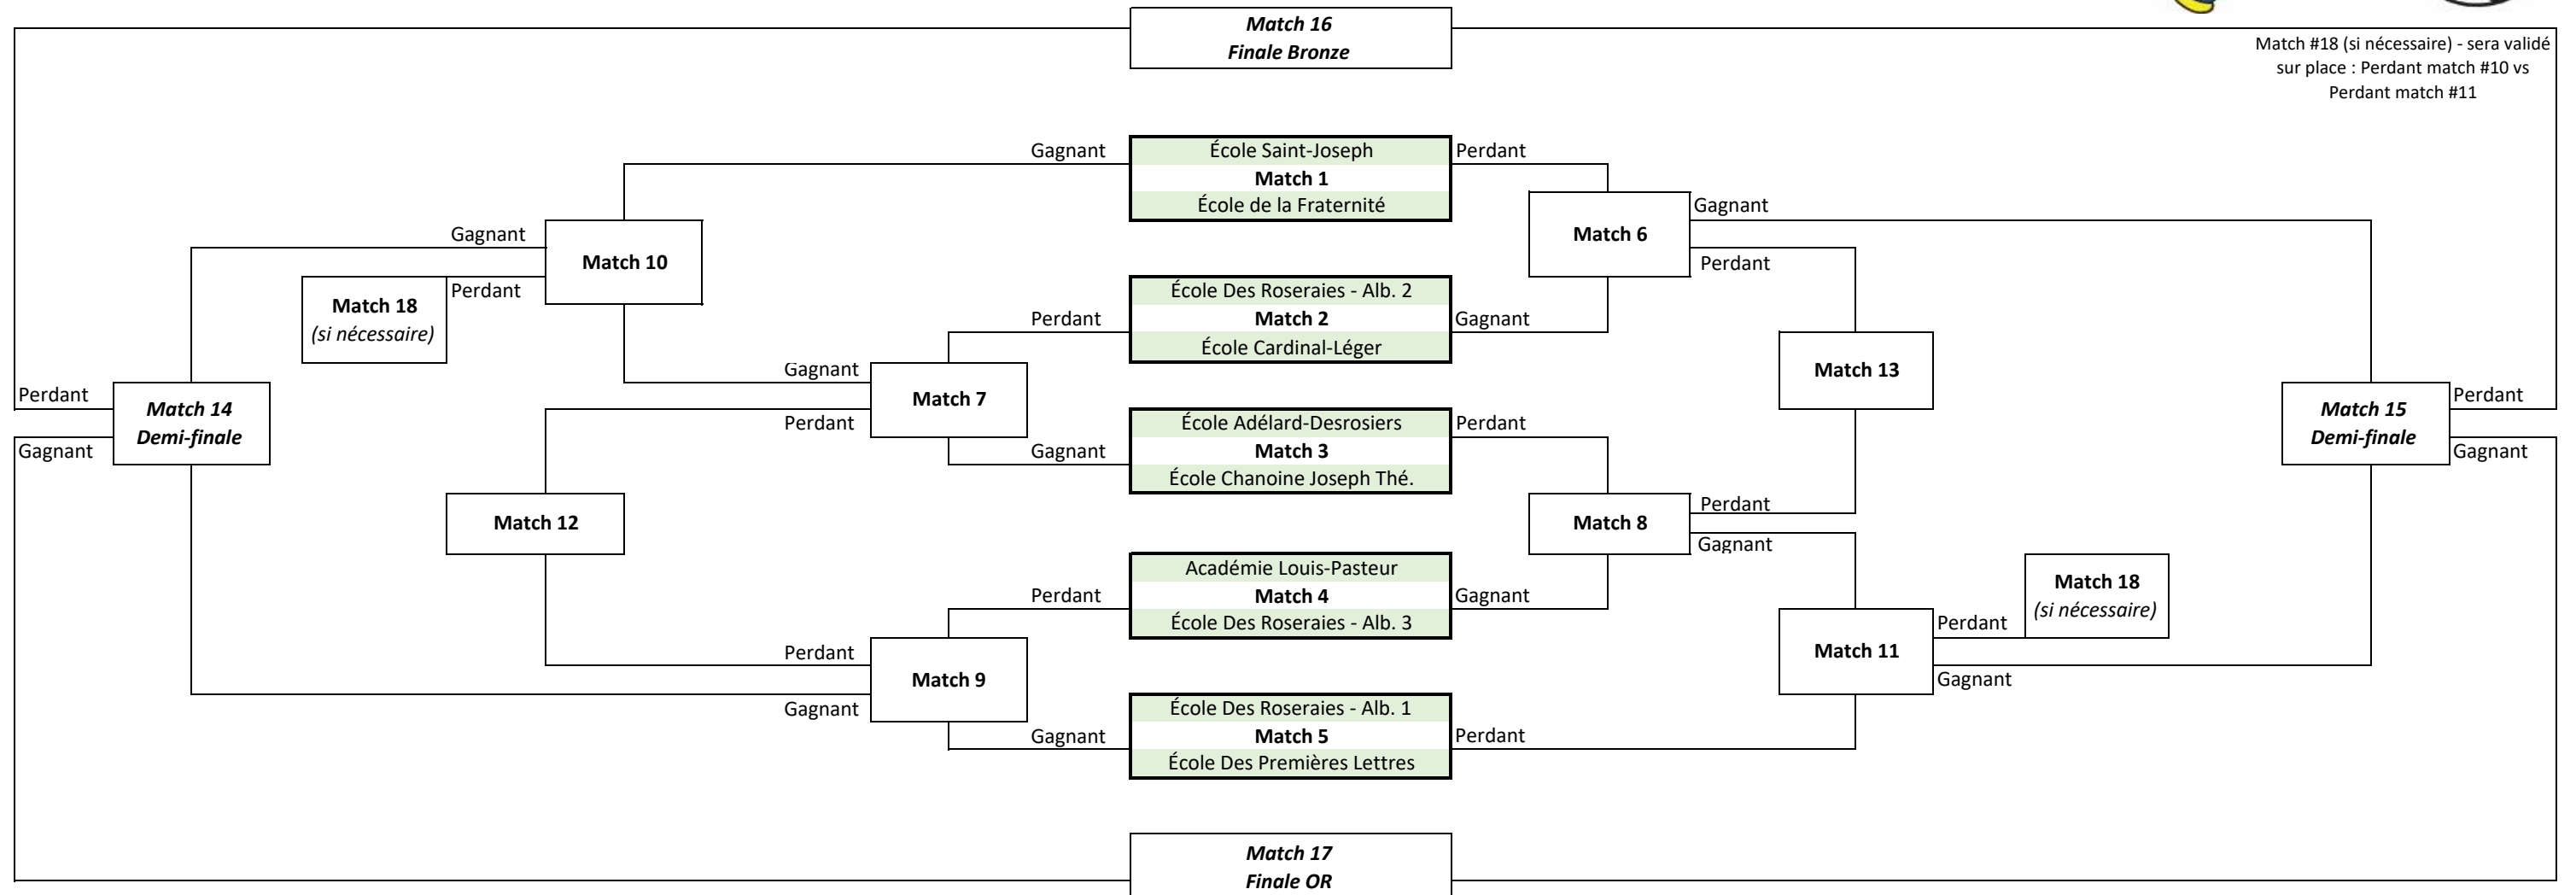 Match 16
Finale Bronze
Match #18 (si nécessaire) - sera validé
sur place : Perdant match #10 vs
Perdant match #11
Gagnant
École Saint-Joseph
Perdant
Match 1
École de la Fraternité
Gagnant
Gagnant
Match 10
Match 6
Perdant
Perdant
Match 18
(si nécessaire)
École Des Roseraies - Alb. 2
Perdant
Match 2
Gagnant
École Cardinal-Léger
Gagnant
Match 7
Perdant
Match 13
Perdant
Match 14
Demi-finale
Gagnant
École Adélard-Desrosiers
Perdant
Gagnant
Match 3
École Chanoine Joseph Thé.
Match 15
Demi-finale
Perdant
Gagnant
Match 12
Match 8
Perdant
Gagnant
Académie Louis-Pasteur
Perdant
Match 4
Gagnant
École Des Roseraies - Alb. 3
Match 18
(si nécessaire)
Perdant
Match 11
Gagnant
Perdant
Match 9
Gagnant
École Des Roseraies - Alb. 1
Gagnant
Match 5
Perdant
École Des Premières Lettres
Match 17
Finale OR